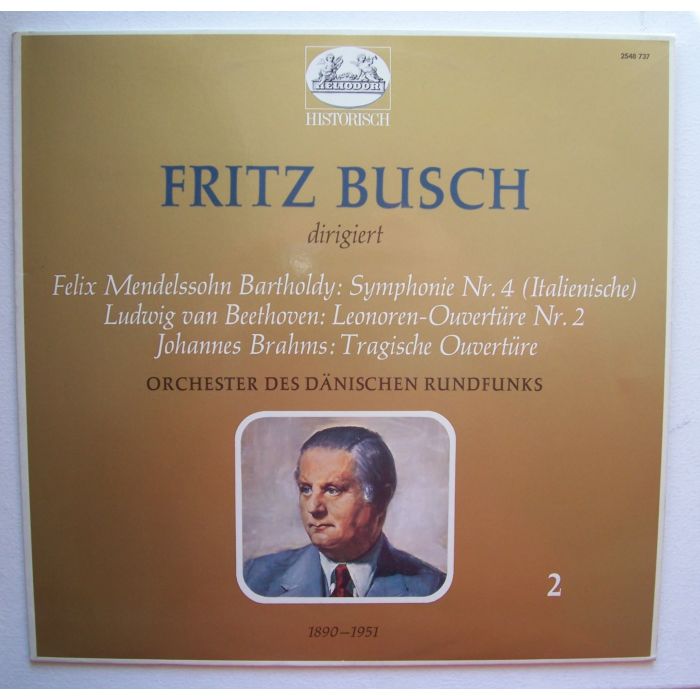 2548 737
HELIODOR
HISTORISCH
FRITZ BUSCH
dirigiert
Felix Mendelssohn Bartholdy: Symphonie Nr. 4 (Italienische)
Ludwig van Beethoven: Leonoren-Ouvertüre Nr. 2
Johannes Brahms: Tragische Ouvertüre
ORCHESTER DES DÄNISCHEN RUNDFUNKS
2
1890–1951